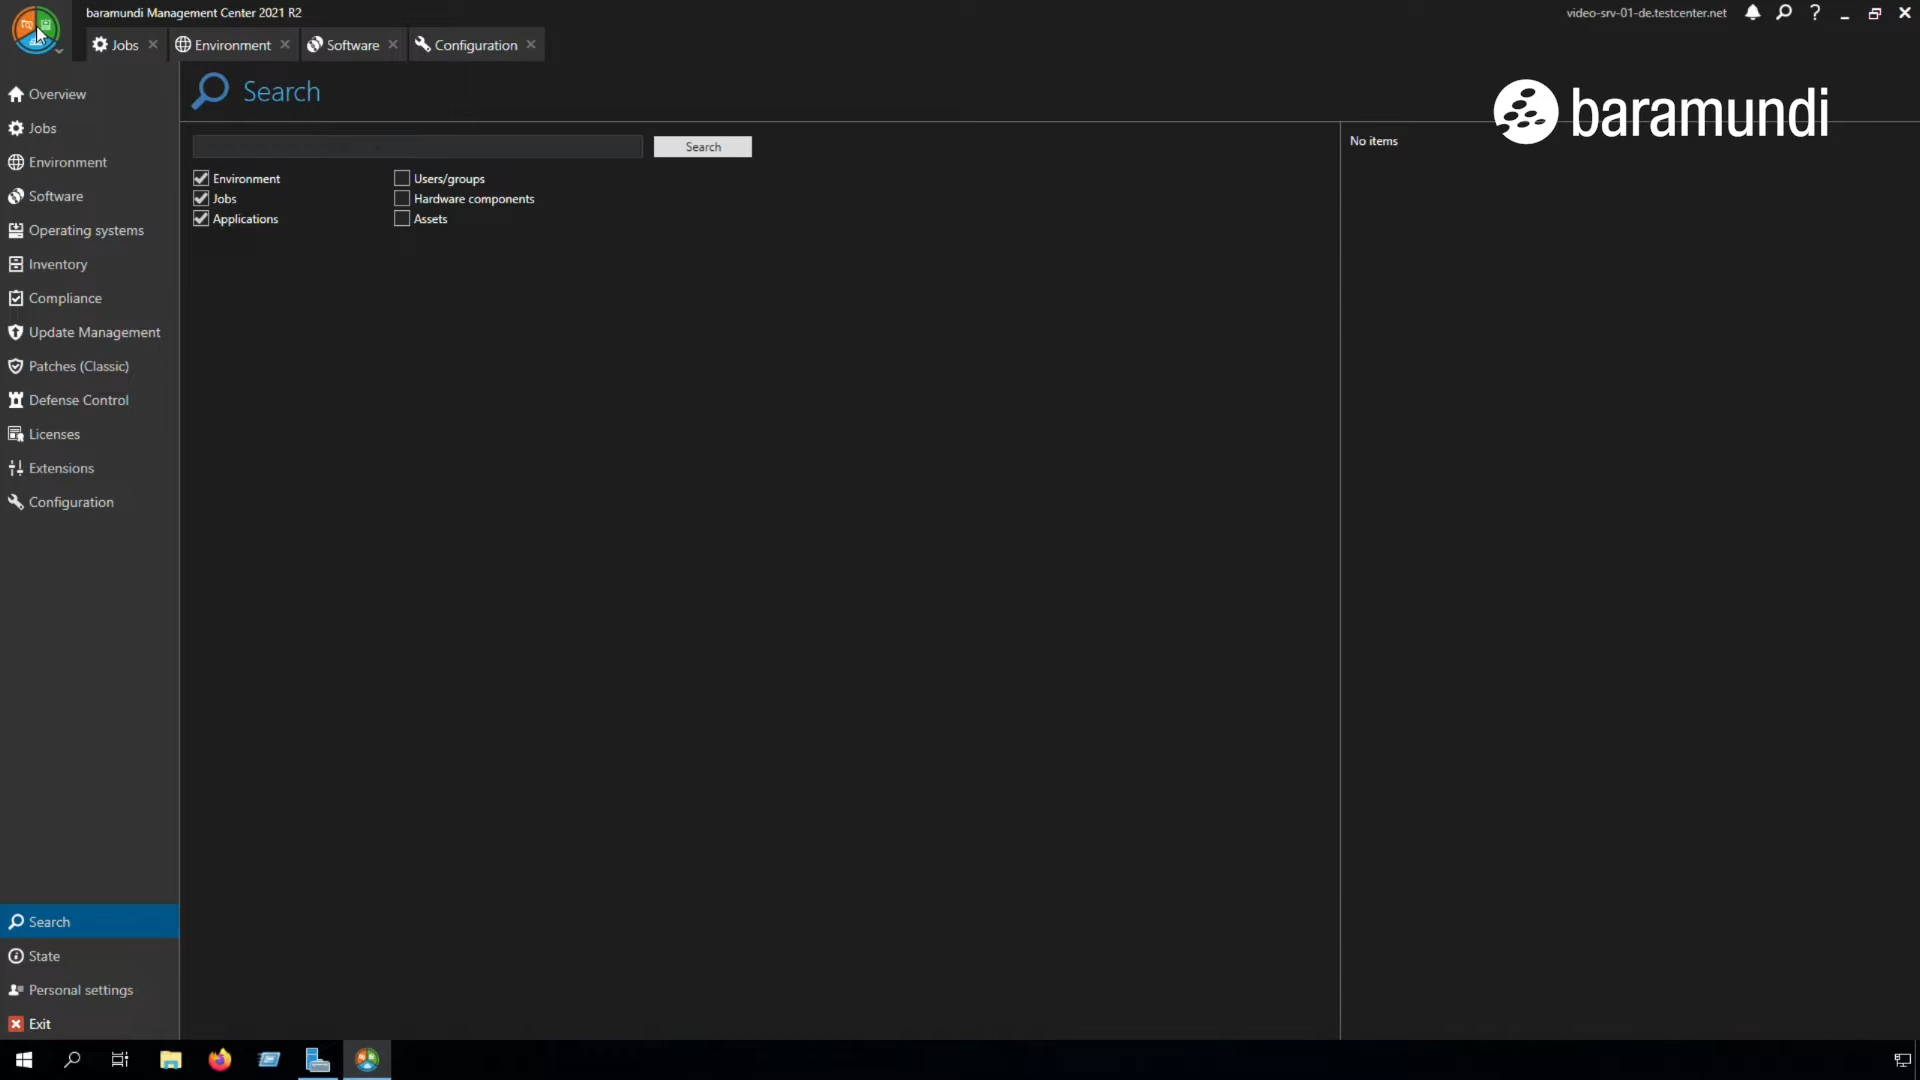 baramundi Management Center 2021 R2
video-srv-01-de.testcenter.net
Jobs
Environment
Software
Configuration
Overview
Jobs
Environment
Software
Operating systems
Inventory
Compliance
Update Management
Patches (Classic)
Defense Control
Licenses
Extensions
Configuration
Search
State
Personal settings
Exit
Search
Search
Environment
Users/groups
Jobs
Hardware components
Applications
Assets
No items
baramundi